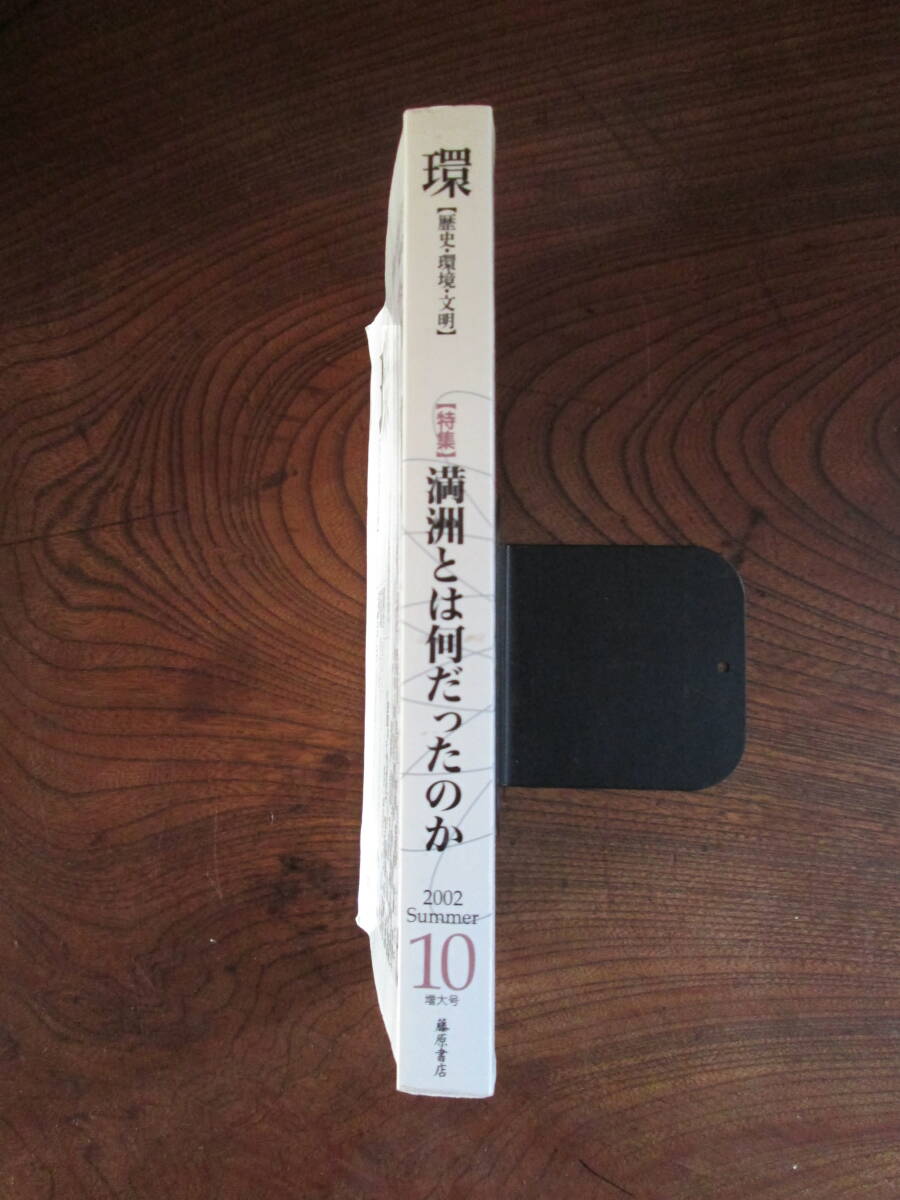 環
【歴史・環境・文明】
【特集】
満洲とは何だったのか
2002
Summer
10
増大号
藤原書店